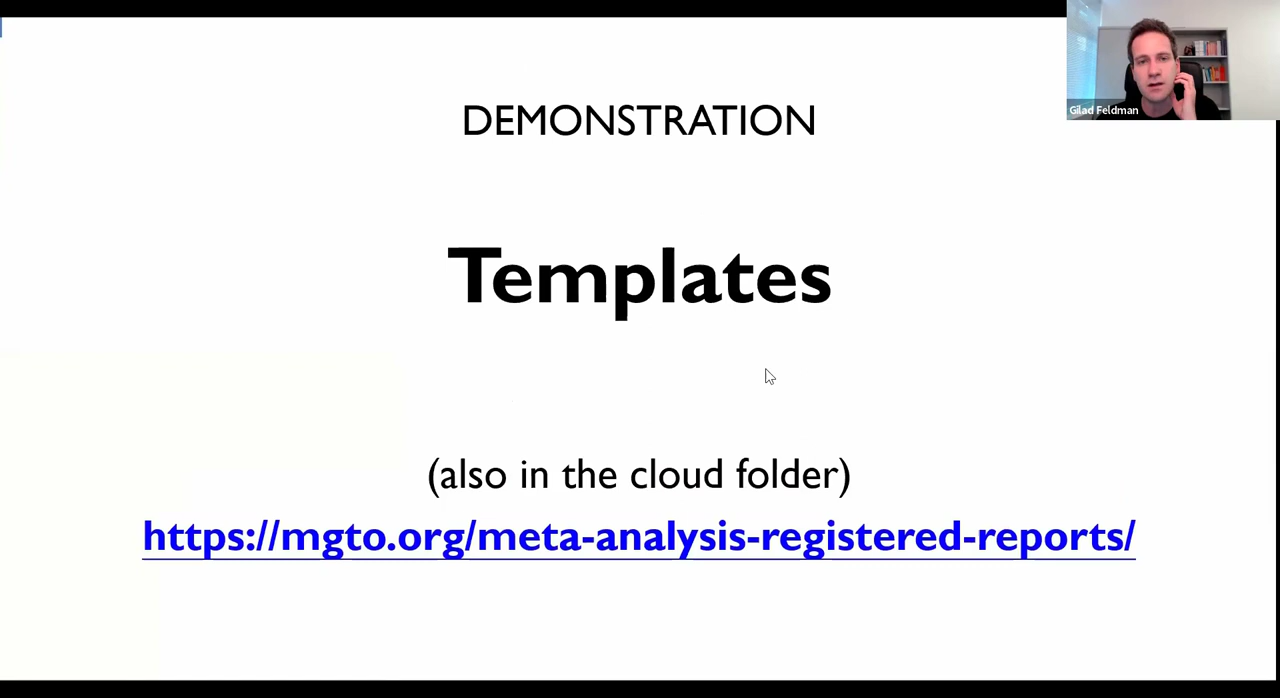 DEMONSTRATION
Gilad Feldman
Templates
(also in the cloud folder)
https://mgto.org/meta-analysis-registered-reports/